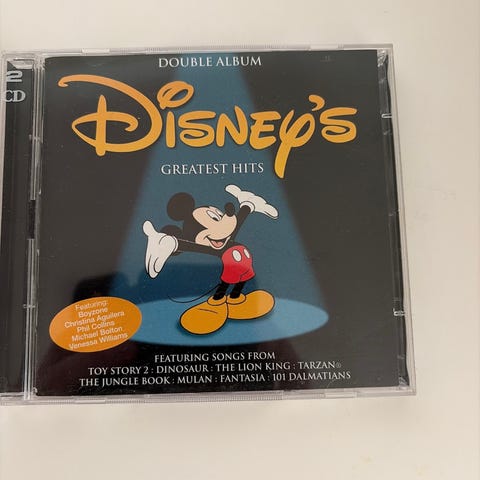 2
CD
DOUBLE ALBUM
DISNEY'S
GREATEST HITS
Featuring:
Boyzone
Christina Aguilera
Phil Collins
Michael Bolton
Venessa Williams
FEATURING SONGS FROM
TOY STORY 2 : DINOSAUR : THE LION KING : TARZAN®
THE JUNGLE BOOK : MULAN : FANTASIA : 101 DALMATIANS